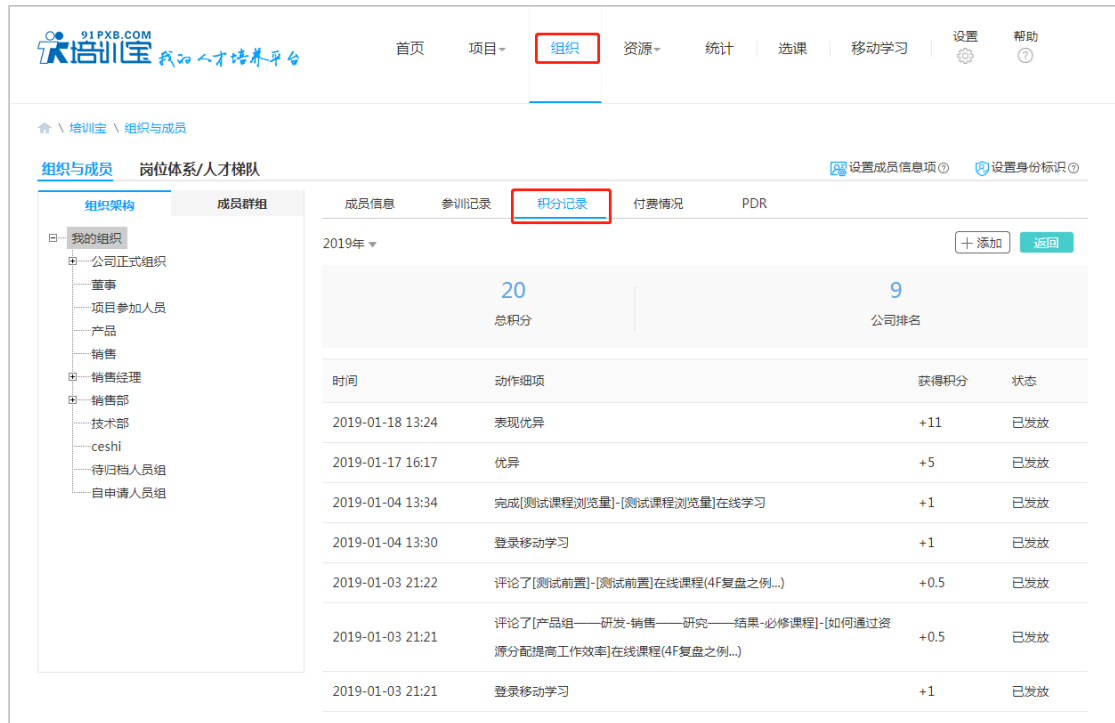 91PXB.COM
培训宝 我的人才培养平台
首页 项目 组织 资源 统计 选课 移动学习 设置 帮助
\ 培训宝 \ 组织与成员
组织与成员 岗位体系/人才梯队 设置成员信息项 设置身份标识
组织架构 成员群组
我的组织
公司正式组织
董事
项目参加人员
产品
销售
销售经理
销售部
技术部
ceshi
待归档人员组
自申请人员组
成员信息 参训记录 积分记录 付费情况 PDR
2019年 添加 返回
20 9
总积分 公司排名
时间 动作细项 获得积分 状态
2019-01-18 13:24 表现优异 +11 已发放
2019-01-17 16:17 优异 +5 已发放
2019-01-04 13:34 完成[测试课程浏览量]-[测试课程浏览量]在线学习 +1 已发放
2019-01-04 13:30 登录移动学习 +1 已发放
2019-01-03 21:22 评论了[测试前置]-[测试前置]在线课程(4F复盘之例...) +0.5 已发放
2019-01-03 21:21 评论了[产品组——研发-销售——研究——结果-必修课程]-[如何通过资
源分配提高工作效率]在线课程(4F复盘之例...) +0.5 已发放
2019-01-03 21:21 登录移动学习 +1 已发放